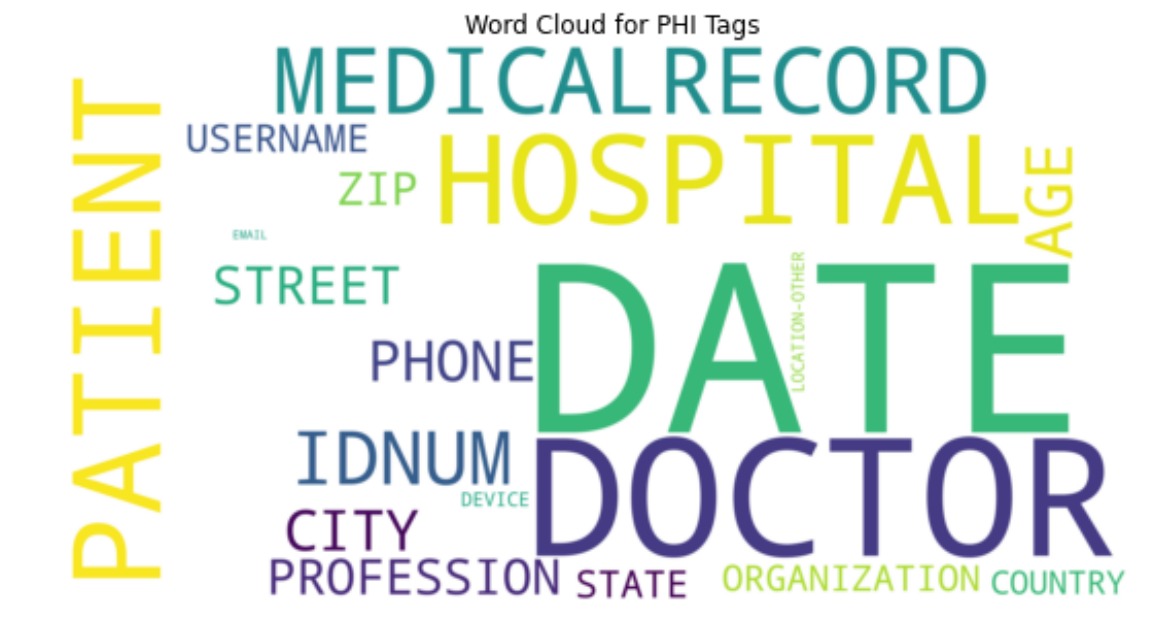 Word Cloud for PHI Tags
MEDICALRECORD
PATIENT
USERNAME
HOSPITAL
ZIP
AGE
EMAIL
STREET
DATE
LOCATION-OTHER
PHONE
IDNUM
DOCTOR
DEVICE
CITY
PROFESSION
STATE
ORGANIZATION
COUNTRY